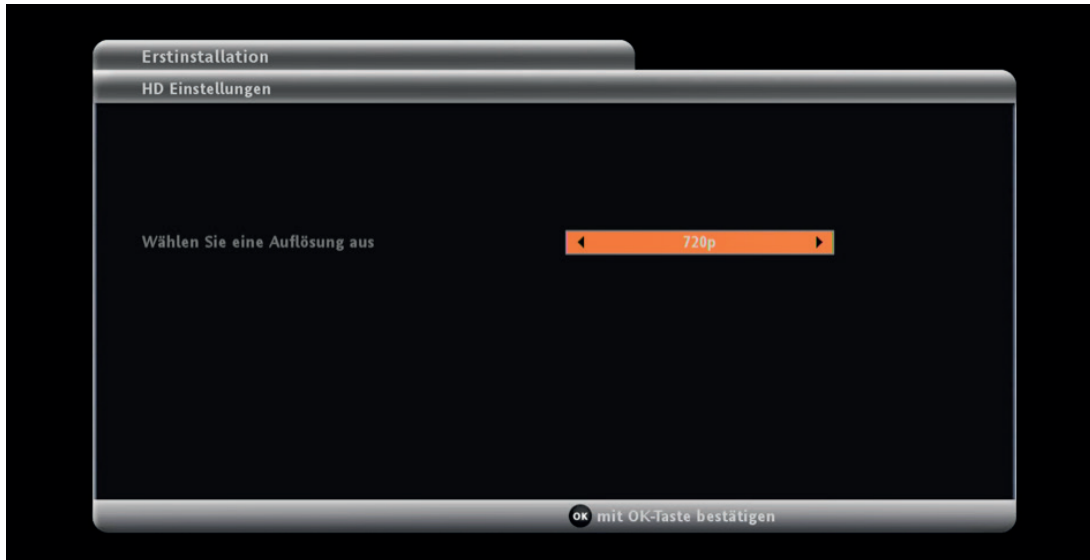 Erstinstallation
HD Einstellungen
Wählen Sie eine Auflösung aus
720p
OK mit OK-Taste bestätigen